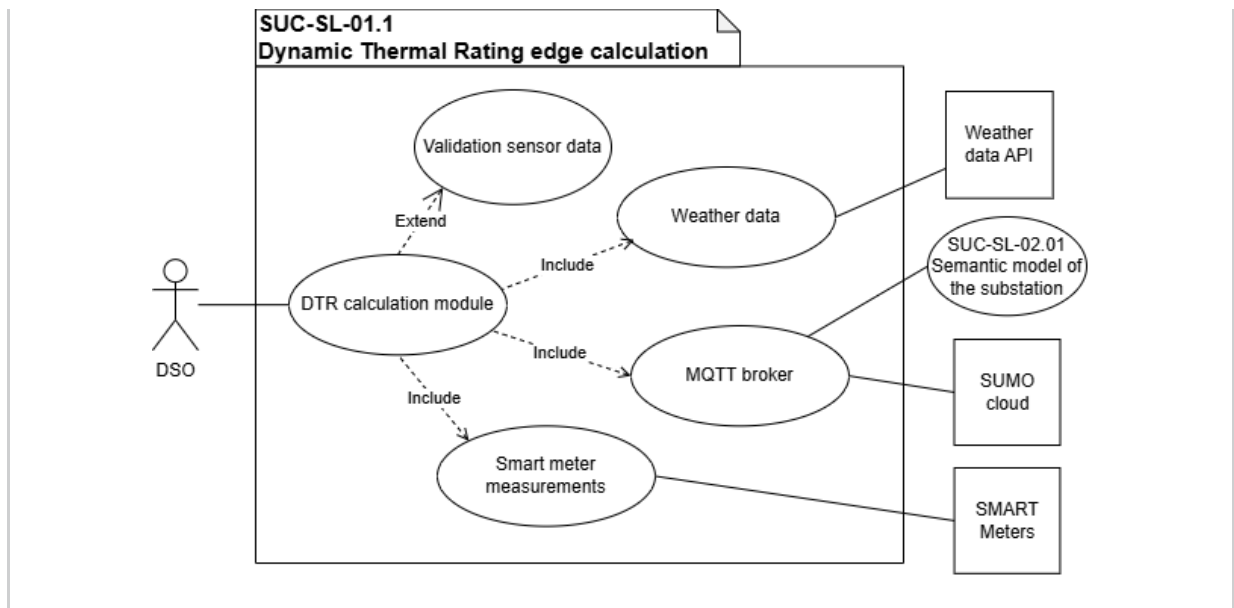 SUC-SL-01.1
Dynamic Thermal Rating edge calculation
Validation sensor data
Weather
data API
Weather data
Extend
SUC-SL-02.01
Semantic model of
the substation
Include
DTR calculation module
DSO
Include
MQTT broker
SUMO
cloud
Include
Smart meter
measurements
SMART
Meters